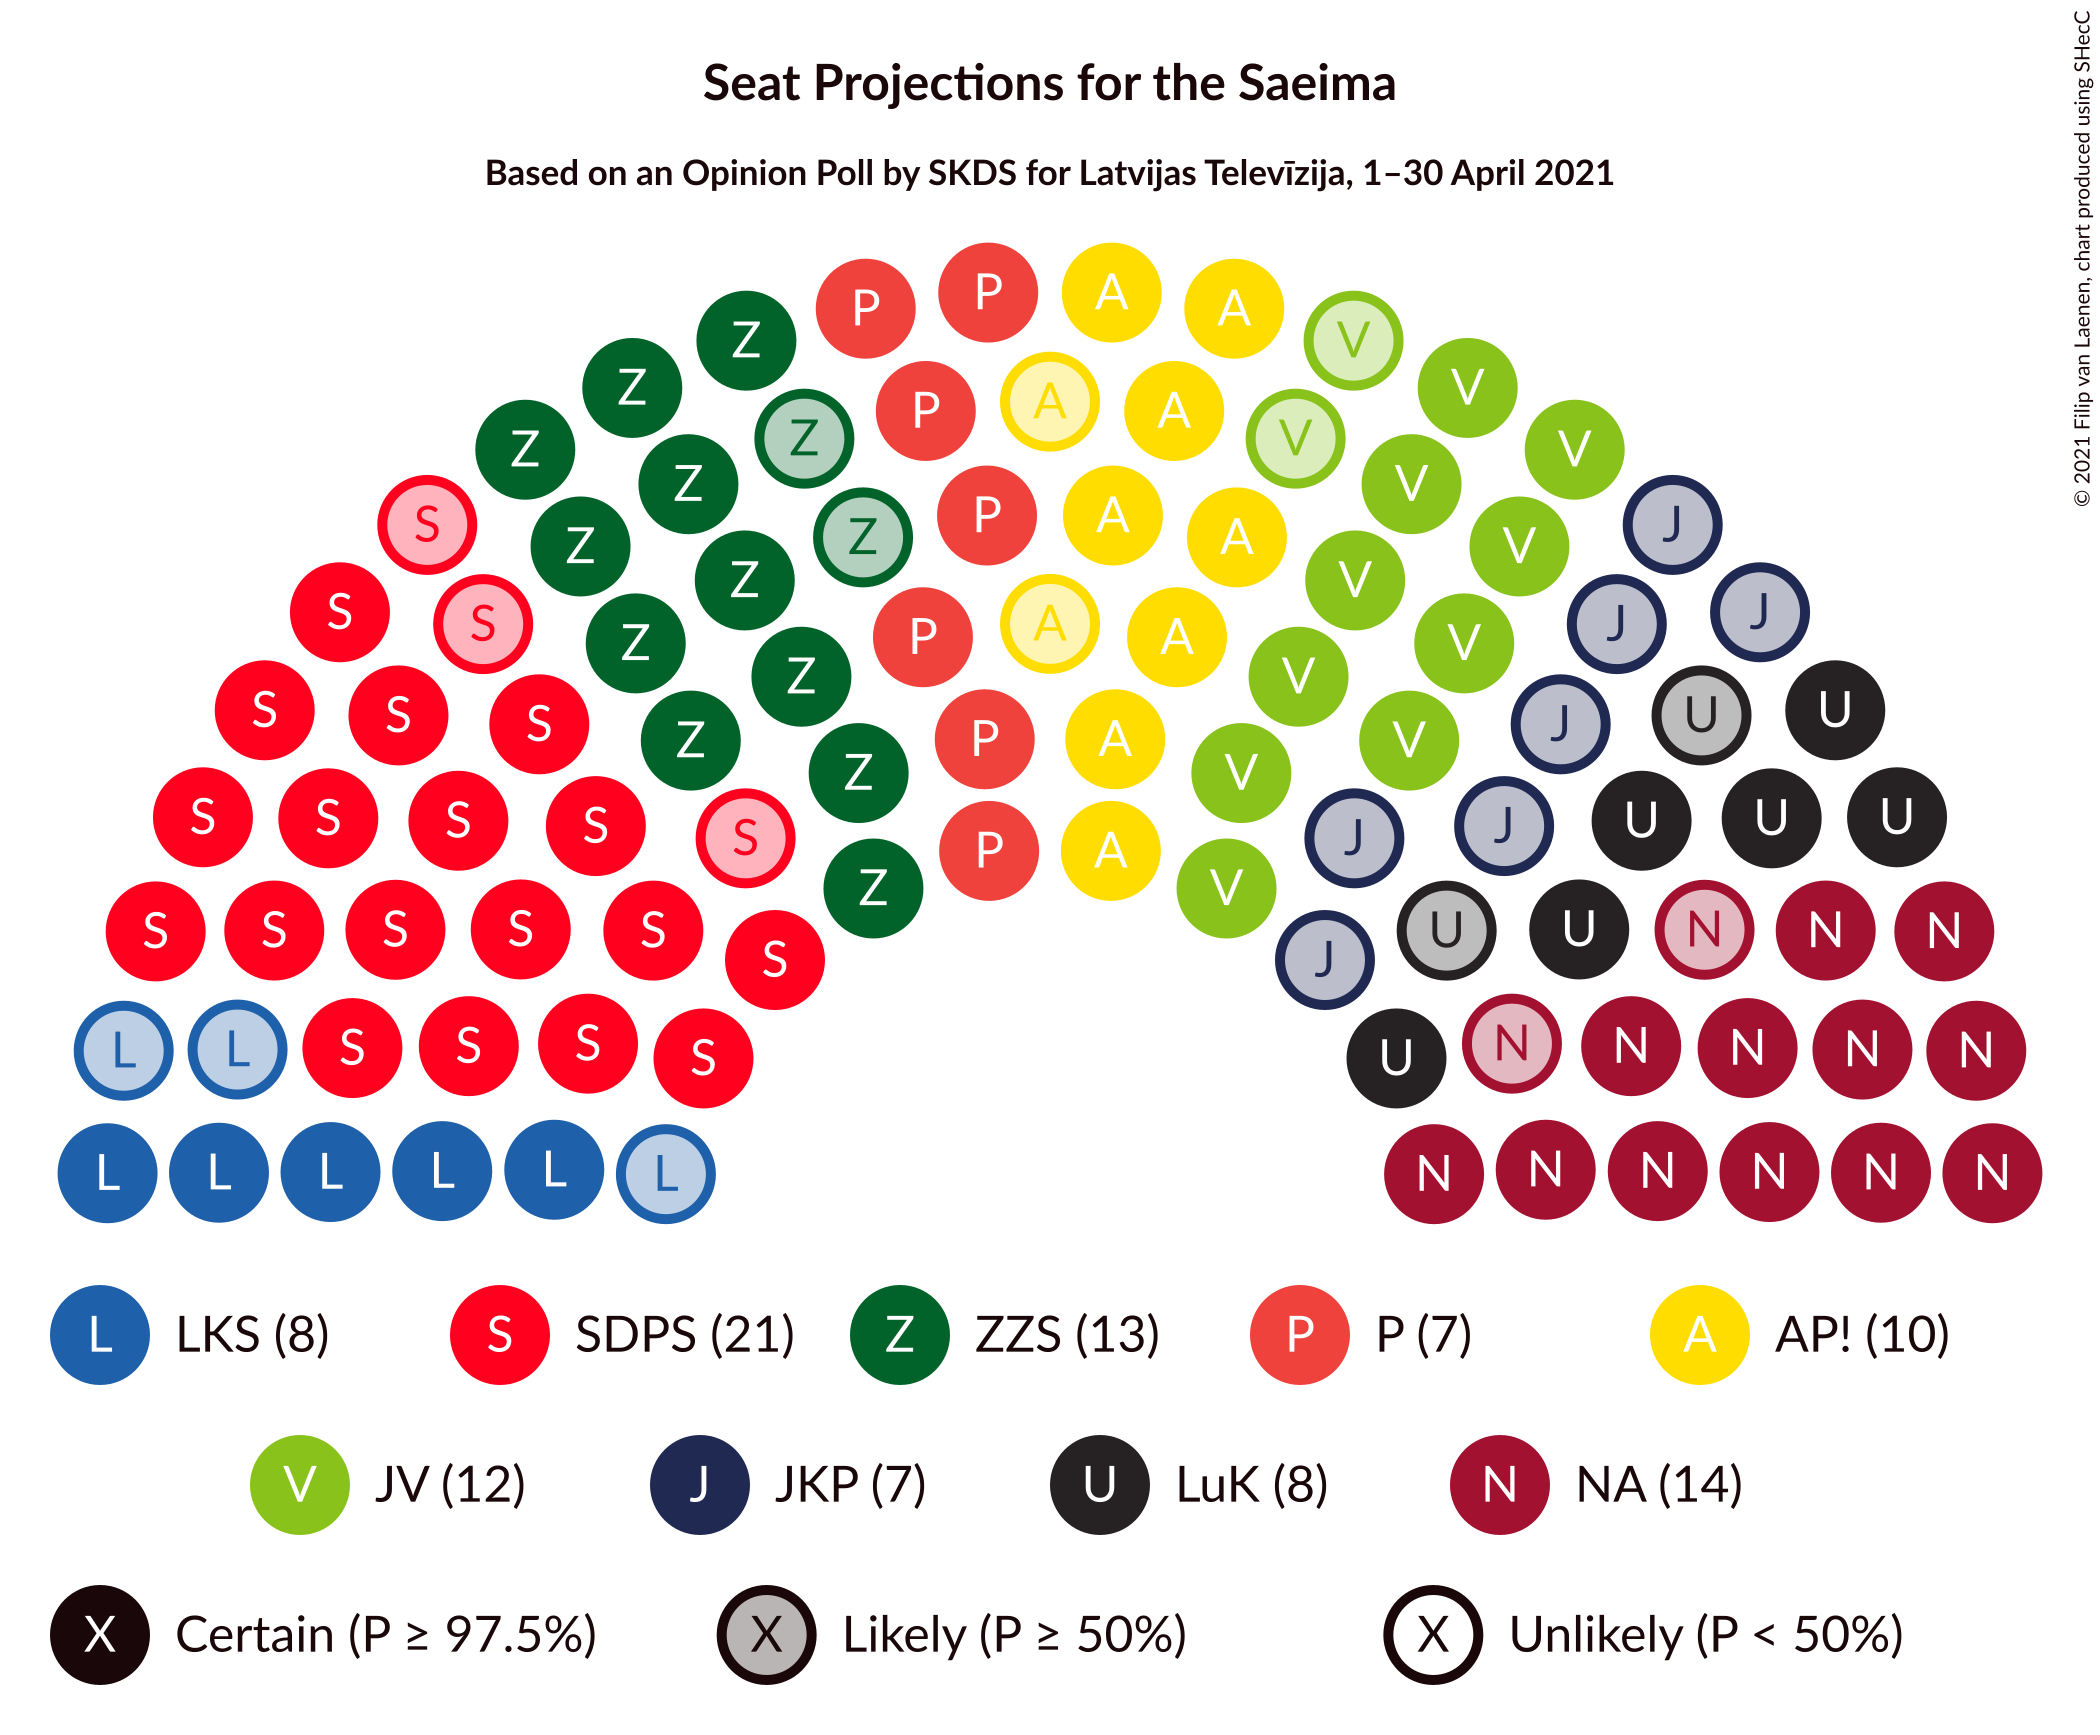 Seat Projections for the Saeima
Based on an Opinion Poll by SKDS for Latvijas Televīzija, 1–30 April 2021
© 2021 Filip van Laenen, chart produced using SHecC
P P A A
Z V
Z P A A V
Z Z V
Z P A A V V
S Z Z V J
Z P A A V V
S S Z Z V V J J
S S S Z P A V V J U U
Z Z V
S S S S S P A J J U U U
Z V
S S S S S S J U U N N N
L L S S S S U N N N N N
L L L L L L N N N N N N
L LKS (8) S SDPS (21) Z ZZS (13) P P (7) A AP! (10)
V JV (12) J JKP (7) U LuK (8) N NA (14)
X Certain (P ≥ 97.5%) X Likely (P ≥ 50%) X Unlikely (P < 50%)